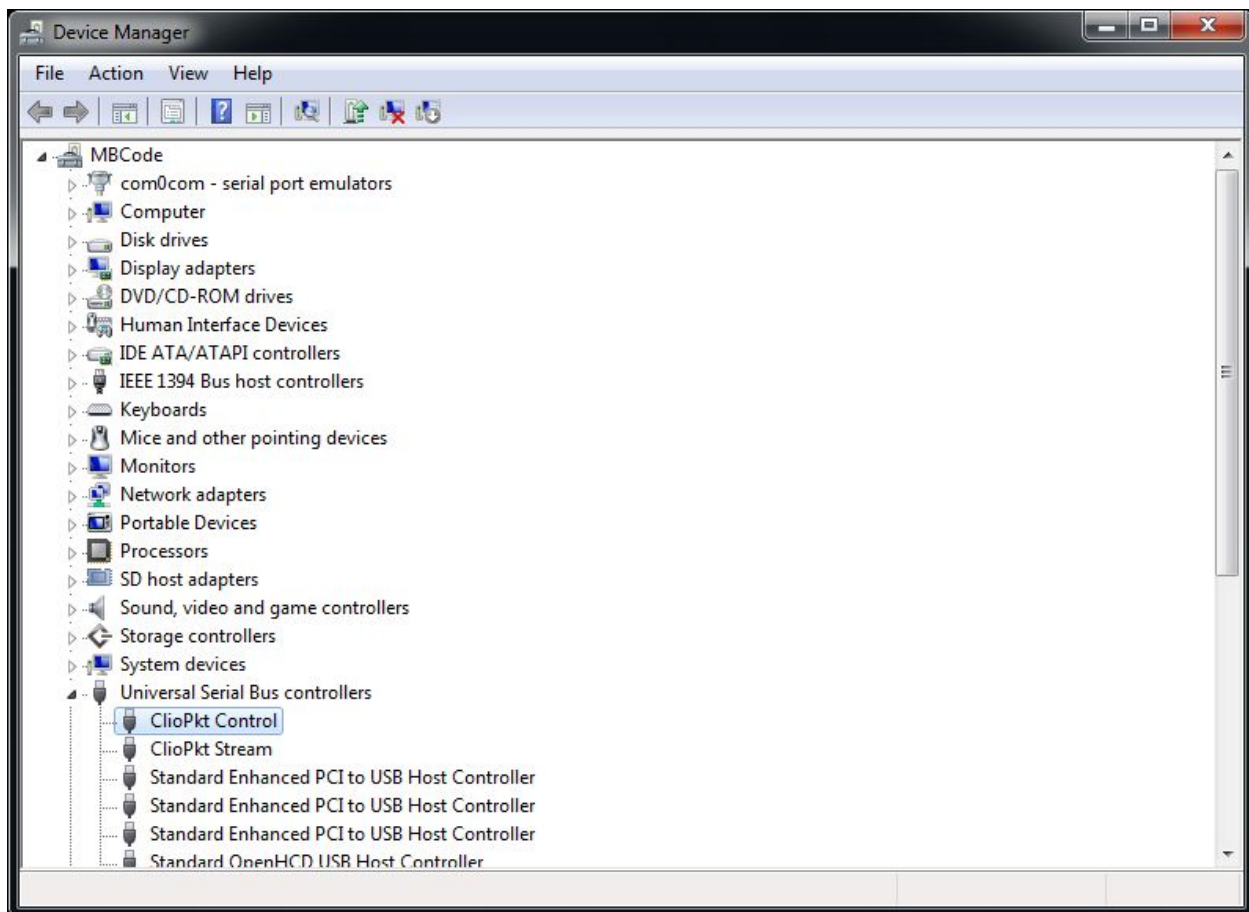 Device Manager
File Action View Help
MBCode
com0com - serial port emulators
Computer
Disk drives
Display adapters
DVD/CD-ROM drives
Human Interface Devices
IDE ATA/ATAPI controllers
IEEE 1394 Bus host controllers
Keyboards
Mice and other pointing devices
Monitors
Network adapters
Portable Devices
Processors
SD host adapters
Sound, video and game controllers
Storage controllers
System devices
Universal Serial Bus controllers
ClioPkt Control
ClioPkt Stream
Standard Enhanced PCI to USB Host Controller
Standard Enhanced PCI to USB Host Controller
Standard Enhanced PCI to USB Host Controller
Standard OpenHCD USB Host Controller